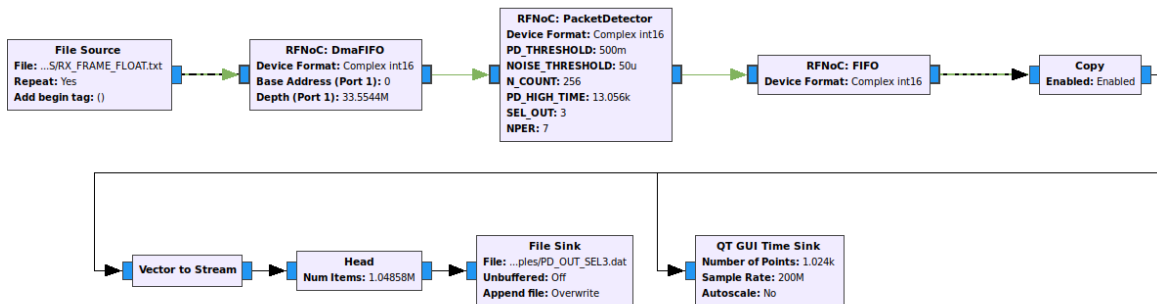 File Source
File: ...S/RX_FRAME_FLOAT.txt
Repeat: Yes
Add begin tag: ()
RFNoC: DmaFIFO
Device Format: Complex int16
Base Address (Port 1): 0
Depth (Port 1): 33.5544M
RFNoC: PacketDetector
Device Format: Complex int16
PD_THRESHOLD: 500m
NOISE_THRESHOLD: 50u
N_COUNT: 256
PD_HIGH_TIME: 13.056k
SEL_OUT: 3
NPER: 7
RFNoC: FIFO
Device Format: Complex int16
Copy
Enabled: Enabled
Vector to Stream
Head
Num Items: 1.04858M
File Sink
File: ...ples/PD_OUT_SEL3.dat
Unbuffered: Off
Append file: Overwrite
QT GUI Time Sink
Number of Points: 1.024k
Sample Rate: 200M
Autoscale: No